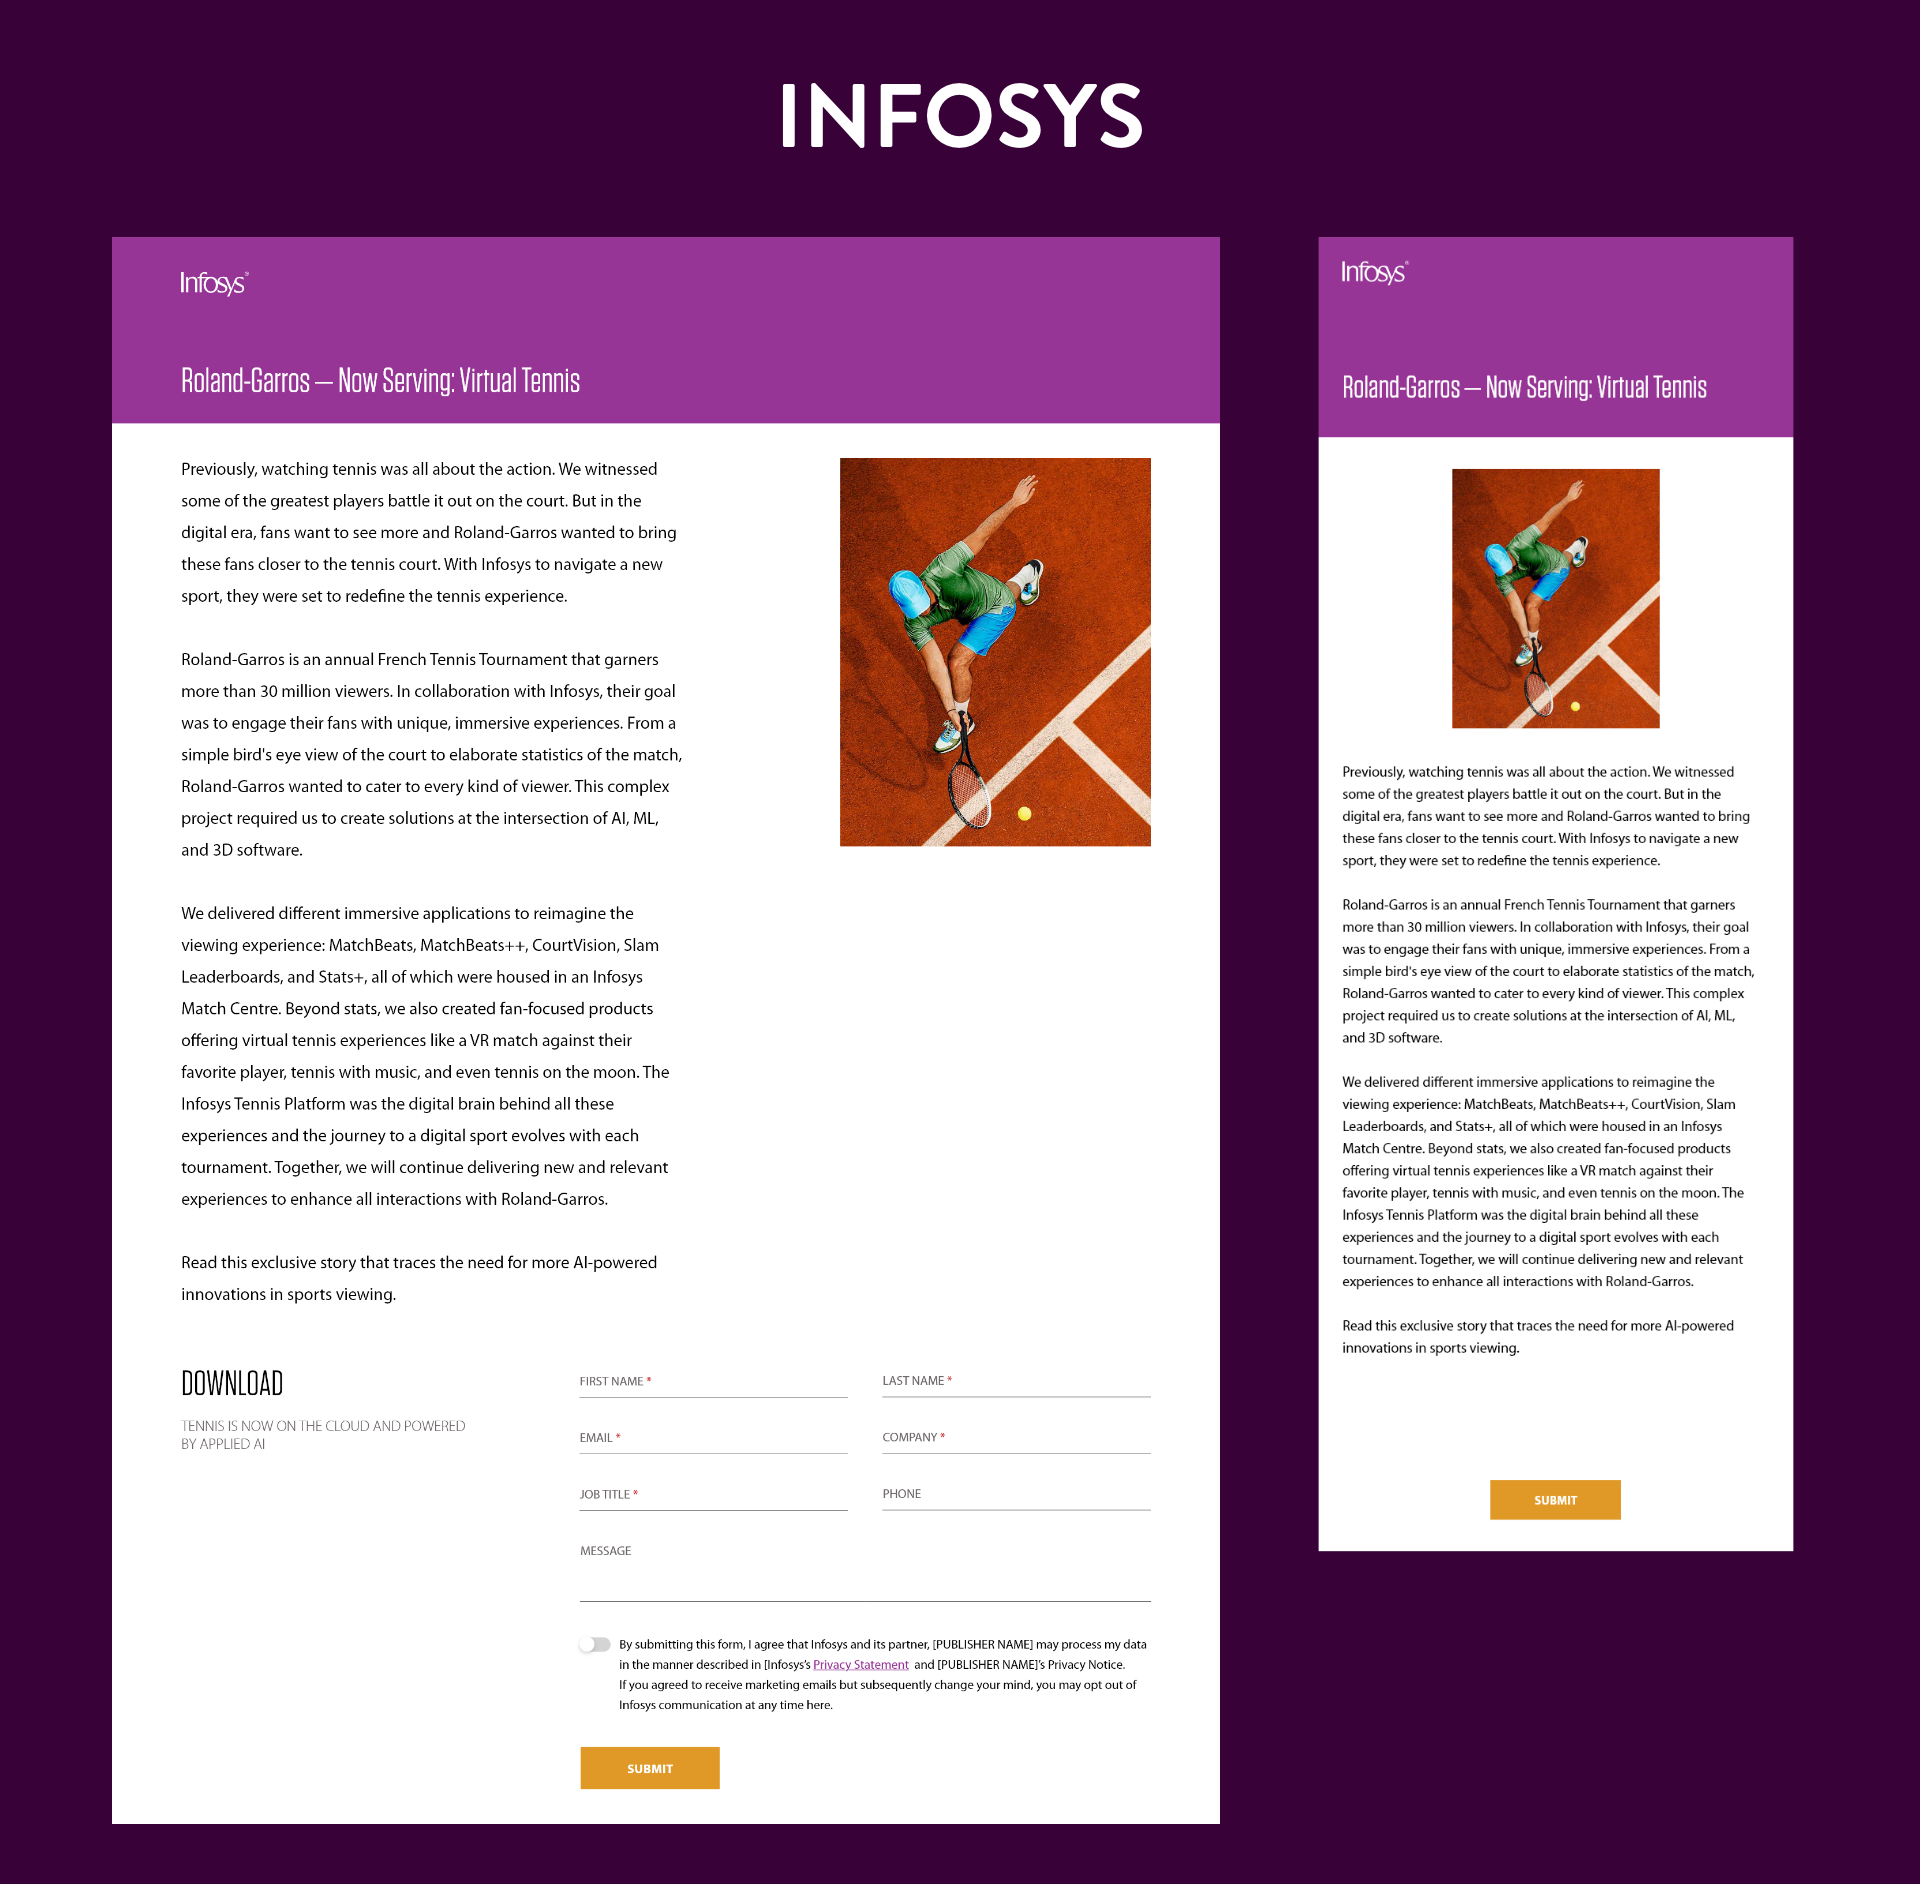 INFOSYS
Infosys
Roland-Garros — Now Serving: Virtual Tennis
Previously, watching tennis was all about the action. We witnessed
some of the greatest players battle it out on the court. But in the
digital era, fans want to see more and Roland-Garros wanted to bring
these fans closer to the tennis court. With Infosys to navigate a new
sport, they were set to redefine the tennis experience.
Roland-Garros is an annual French Tennis Tournament that garners
more than 30 million viewers. In collaboration with Infosys, their goal
was to engage their fans with unique, immersive experiences. From a
simple bird's eye view of the court to elaborate statistics of the match,
Roland-Garros wanted to cater to every kind of viewer. This complex
project required us to create solutions at the intersection of AI, ML,
and 3D software.
We delivered different immersive applications to reimagine the
viewing experience: MatchBeats, MatchBeats++, CourtVision, Slam
Leaderboards, and Stats+, all of which were housed in an Infosys
Match Centre. Beyond stats, we also created fan-focused products
offering virtual tennis experiences like a VR match against their
favorite player, tennis with music, and even tennis on the moon. The
Infosys Tennis Platform was the digital brain behind all these
experiences and the journey to a digital sport evolves with each
tournament. Together, we will continue delivering new and relevant
experiences to enhance all interactions with Roland-Garros.
Read this exclusive story that traces the need for more AI-powered
innovations in sports viewing.
DOWNLOAD
TENNIS IS NOW ON THE CLOUD AND POWERED
BY APPLIED AI
FIRST NAME *
LAST NAME *
EMAIL *
COMPANY *
JOB TITLE *
PHONE
MESSAGE
By submitting this form, I agree that Infosys and its partner, [PUBLISHER NAME] may process my data
in the manner described in [Infosys's Privacy Statement and [PUBLISHER NAME]'s Privacy Notice.
If you agreed to receive marketing emails but subsequently change your mind, you may opt out of
Infosys communication at any time here.
SUBMIT
Infosys
Roland-Garros — Now Serving: Virtual Tennis
Previously, watching tennis was all about the action. We witnessed
some of the greatest players battle it out on the court. But in the
digital era, fans want to see more and Roland-Garros wanted to bring
these fans closer to the tennis court. With Infosys to navigate a new
sport, they were set to redefine the tennis experience.
Roland-Garros is an annual French Tennis Tournament that garners
more than 30 million viewers. In collaboration with Infosys, their goal
was to engage their fans with unique, immersive experiences. From a
simple bird's eye view of the court to elaborate statistics of the match,
Roland-Garros wanted to cater to every kind of viewer. This complex
project required us to create solutions at the intersection of AI, ML,
and 3D software.
We delivered different immersive applications to reimagine the
viewing experience: MatchBeats, MatchBeats++, CourtVision, Slam
Leaderboards, and Stats+, all of which were housed in an Infosys
Match Centre. Beyond stats, we also created fan-focused products
offering virtual tennis experiences like a VR match against their
favorite player, tennis with music, and even tennis on the moon. The
Infosys Tennis Platform was the digital brain behind all these
experiences and the journey to a digital sport evolves with each
tournament. Together, we will continue delivering new and relevant
experiences to enhance all interactions with Roland-Garros.
Read this exclusive story that traces the need for more AI-powered
innovations in sports viewing.
SUBMIT